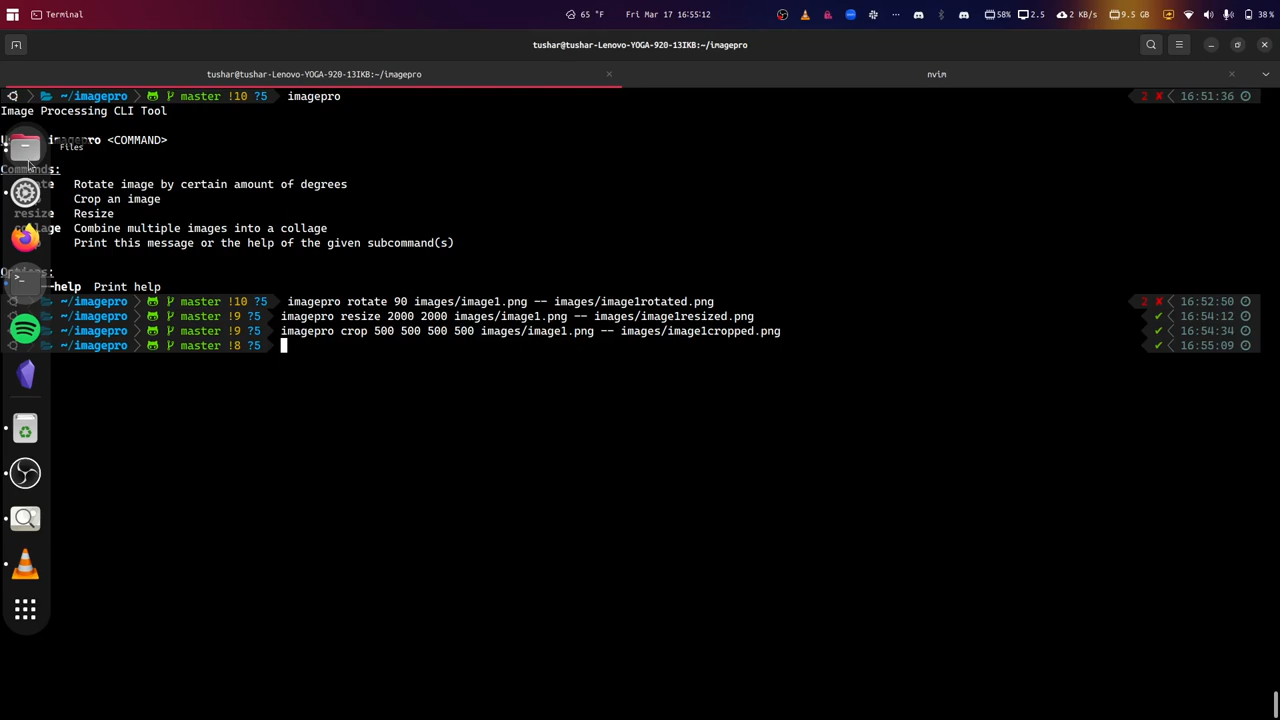 Terminal
65 °F
Fri Mar 17 16:55:12
58% 2.5 2 KB/s 9.5 GB 38 %
tushar@tushar-Lenovo-YOGA-920-13IKB:~/imagepro
tushar@tushar-Lenovo-YOGA-920-13IKB:~/imagepro
nvim
~/imagepro master !10 ?5 imagepro 2 ✘ 16:51:36
Image Processing CLI Tool
imagepro <COMMAND>
Files
Commands:
Rotate image by certain amount of degrees
Crop an image
resize Resize
collage Combine multiple images into a collage
Print this message or the help of the given subcommand(s)
Options:
--help Print help
~/imagepro master !10 ?5 imagepro rotate 90 images/image1.png -- images/image1rotated.png 2 ✘ 16:52:50
~/imagepro master !9 ?5 imagepro resize 2000 2000 images/image1.png -- images/image1resized.png ✔ 16:54:12
~/imagepro master !9 ?5 imagepro crop 500 500 500 500 images/image1.png -- images/image1cropped.png ✔ 16:54:34
~/imagepro master !8 ?5 ✔ 16:55:09